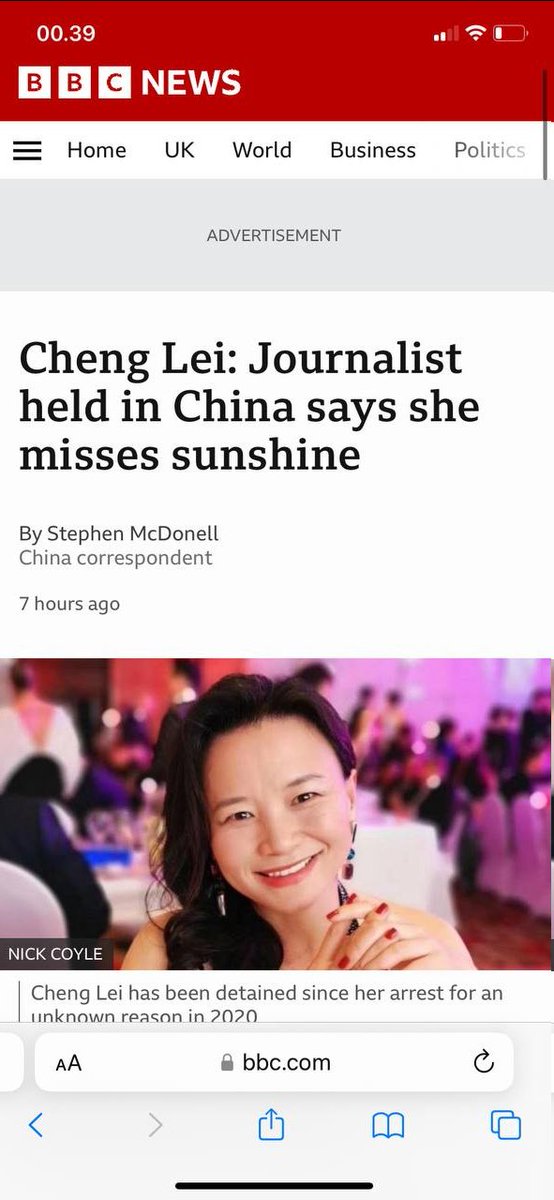 00.39
BBC NEWS
Home UK World Business Politics
ADVERTISEMENT
Cheng Lei: Journalist
held in China says she
misses sunshine
By Stephen McDonell
China correspondent
7 hours ago
NICK COYLE
Cheng Lei has been detained since her arrest for an
unknown reason in 2020
AA bbc.com